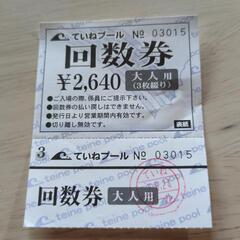 ていねプール № 03015
回数券
¥2,640 大人用
(3枚綴り)
●ご入場の際、係員にご提示下さい。
●回数券の払い戻しはできません。
●発行日より営業期間内有効です。
切り離し無効です。
表紙
3 ていねプール № 03015
回数券 大人用
teine pool